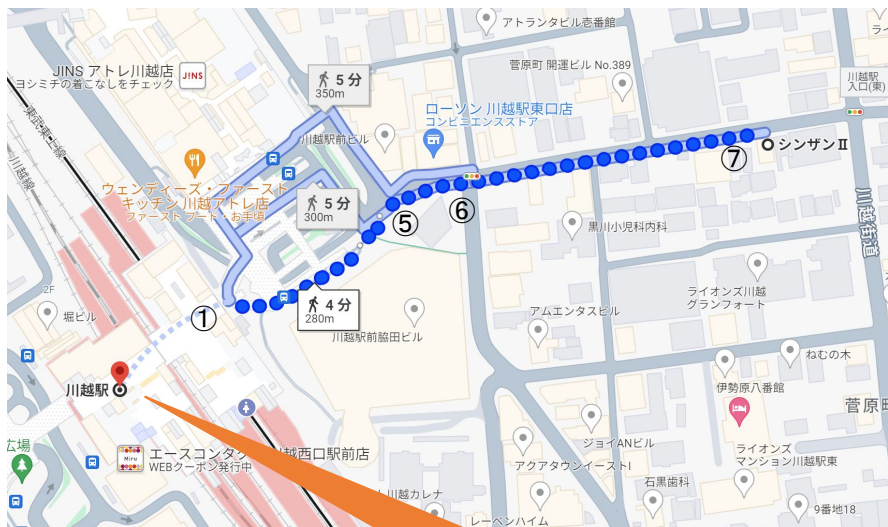 アトランタビル壱番館
ライ
JINS アトレ川越店
ヨシミチの着こなしをチェック
JINS
5 分
350m
菅原町 開運ビル No.389
川越駅
入口(東)
東武東上線
川越線
川越駅前ビル
ローソン 川越駅東口店
コンビニエンスストア
シンザンⅡ
⑦
ウェンディーズ・ファースト
キッチン 川越アトレ店
ファースト フード・お手頃
5 分
300m
⑤
⑥
黒川小児科内科
川越街道
2F
堀ビル
①
4 分
280m
川越駅前脇田ビル
アムエンタスビル
ライオンズ川越
グランフォート
ねむの木
川越駅
伊勢原八番館
菅原町
広場
Miru
エースコンタク
川越西口駅前店
WEBクーポン発行中
ジョイANビル
ライオンズ
マンション川越駅東
アクアタウンイーストI
川越カレナ
石黒歯科
レーベンハイム
9番地18